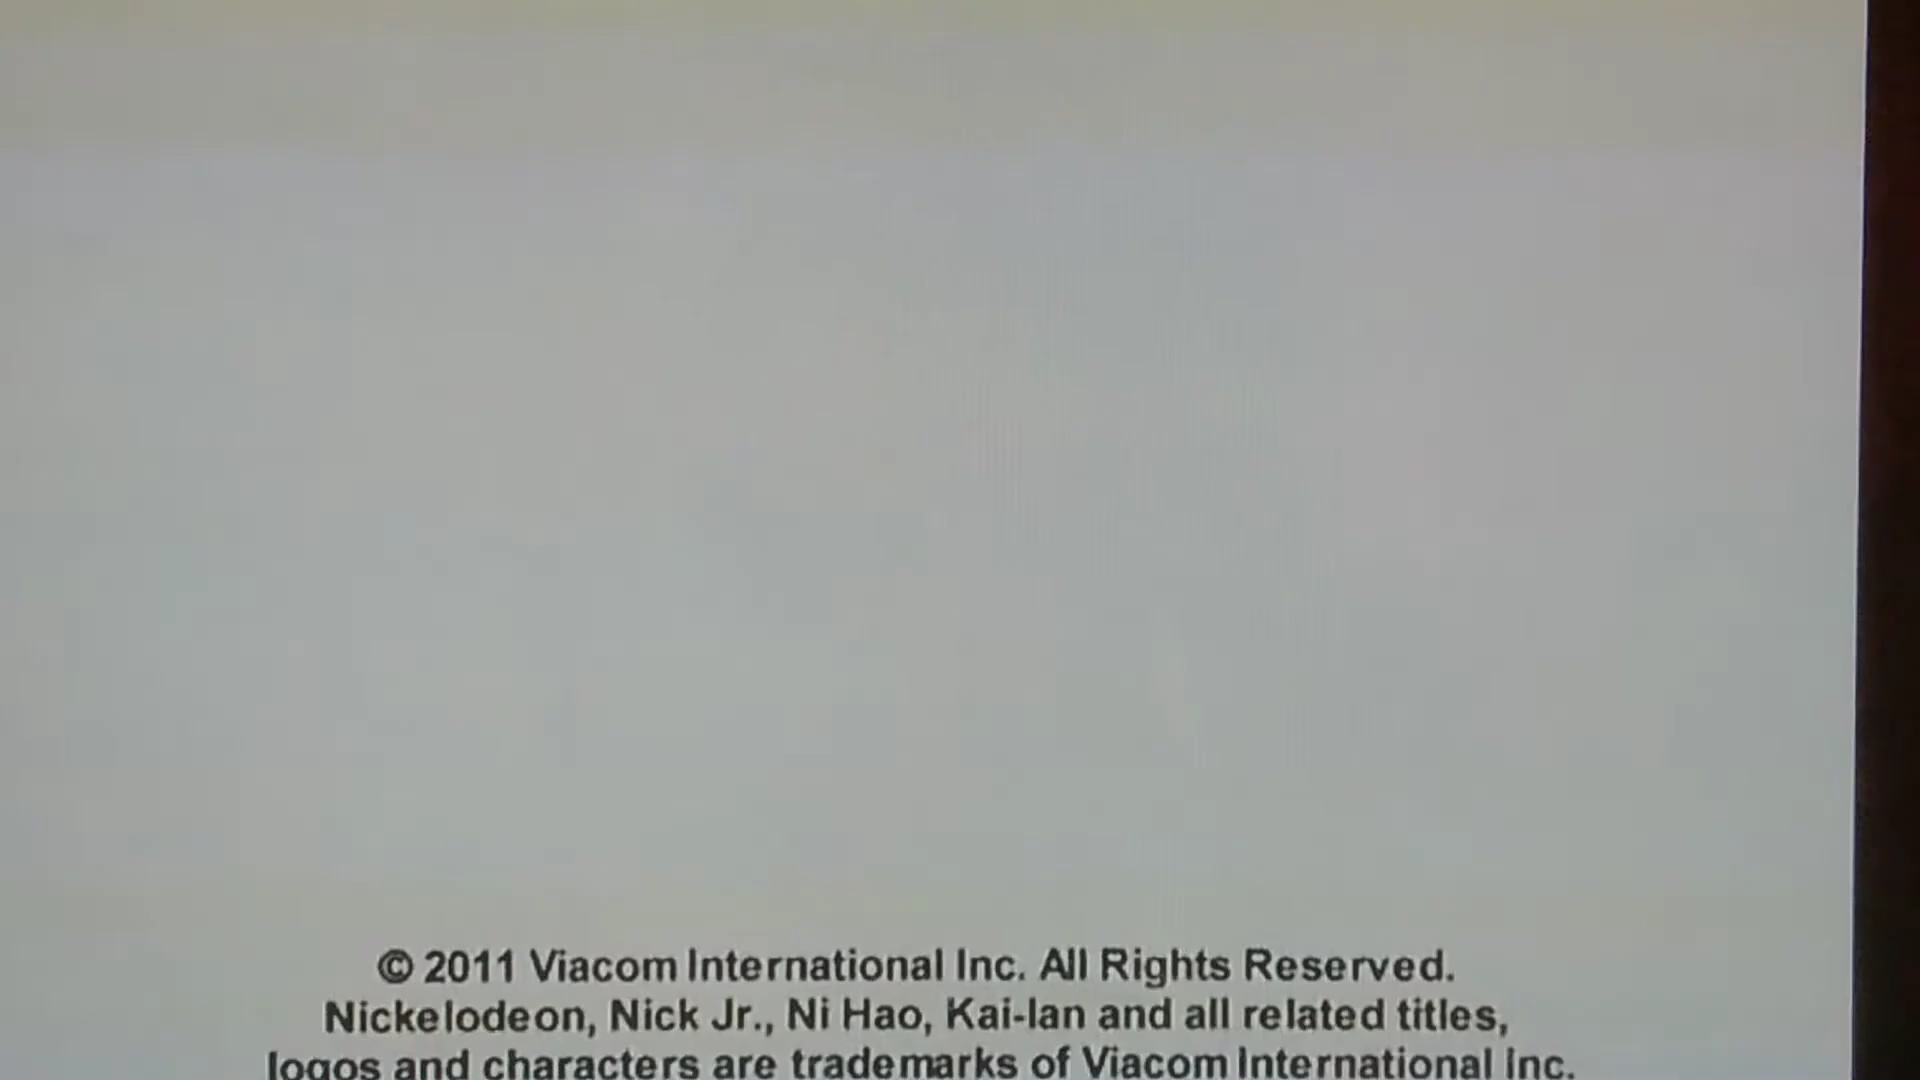 © 2011 Viacom International Inc. All Rights Reserved.
Nickelodeon, Nick Jr., Ni Hao, Kai-lan and all related titles,
logos and characters are trademarks of Viacom International Inc.